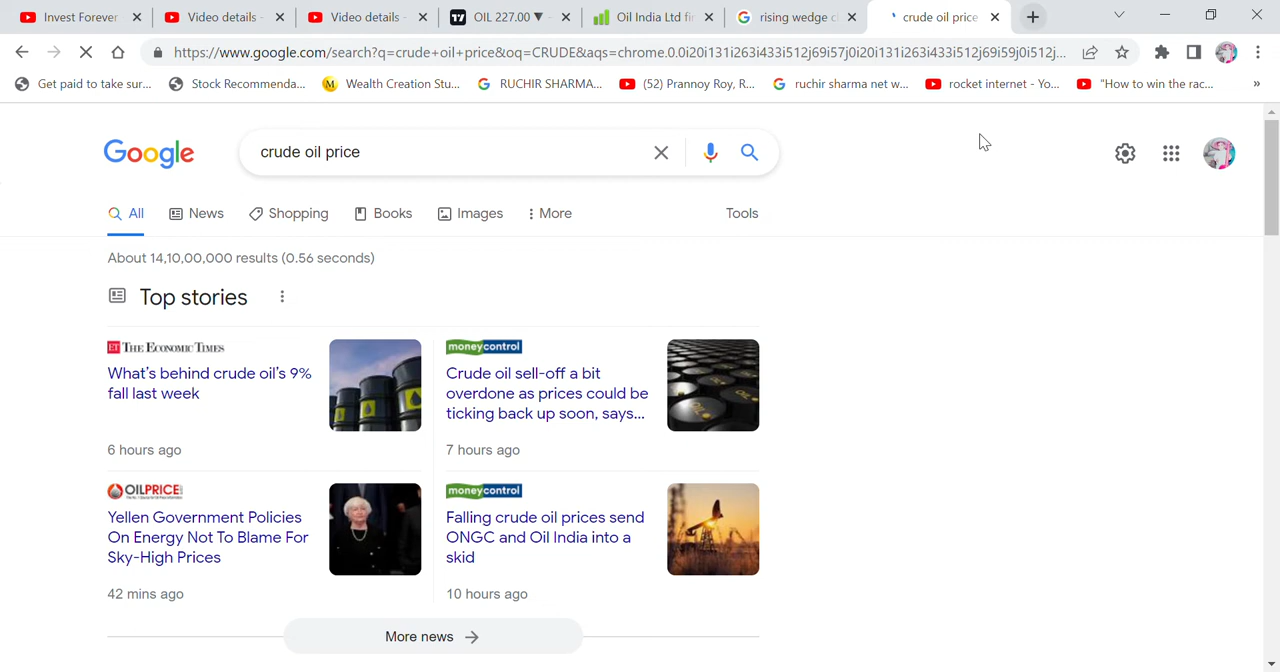 Invest Forever
Video details -
Video details -
OIL 227.00 ▼ -
Oil India Ltd fin
rising wedge c
crude oil price
https://www.google.com/search?q=crude+oil+price&oq=CRUDE&aqs=chrome.0.0i20i131i263i433i512j69i57j0i20i131i263i433i512j69i59j0i512j...
Get paid to take sur...
Stock Recommenda...
Wealth Creation Stu...
RUCHIR SHARMA...
(52) Prannoy Roy, R...
ruchir sharma net w...
rocket internet - Yo...
"How to win the rac...
»
Google
crude oil price
All
News
Shopping
Books
Images
More
Tools
About 14,10,00,000 results (0.56 seconds)
Top stories
ET THE ECONOMIC TIMES
What's behind crude oil's 9%
fall last week
6 hours ago
moneycontrol
Crude oil sell-off a bit
overdone as prices could be
ticking back up soon, says...
7 hours ago
OILPRICE
Yellen Government Policies
On Energy Not To Blame For
Sky-High Prices
42 mins ago
moneycontrol
Falling crude oil prices send
ONGC and Oil India into a
skid
10 hours ago
More news →